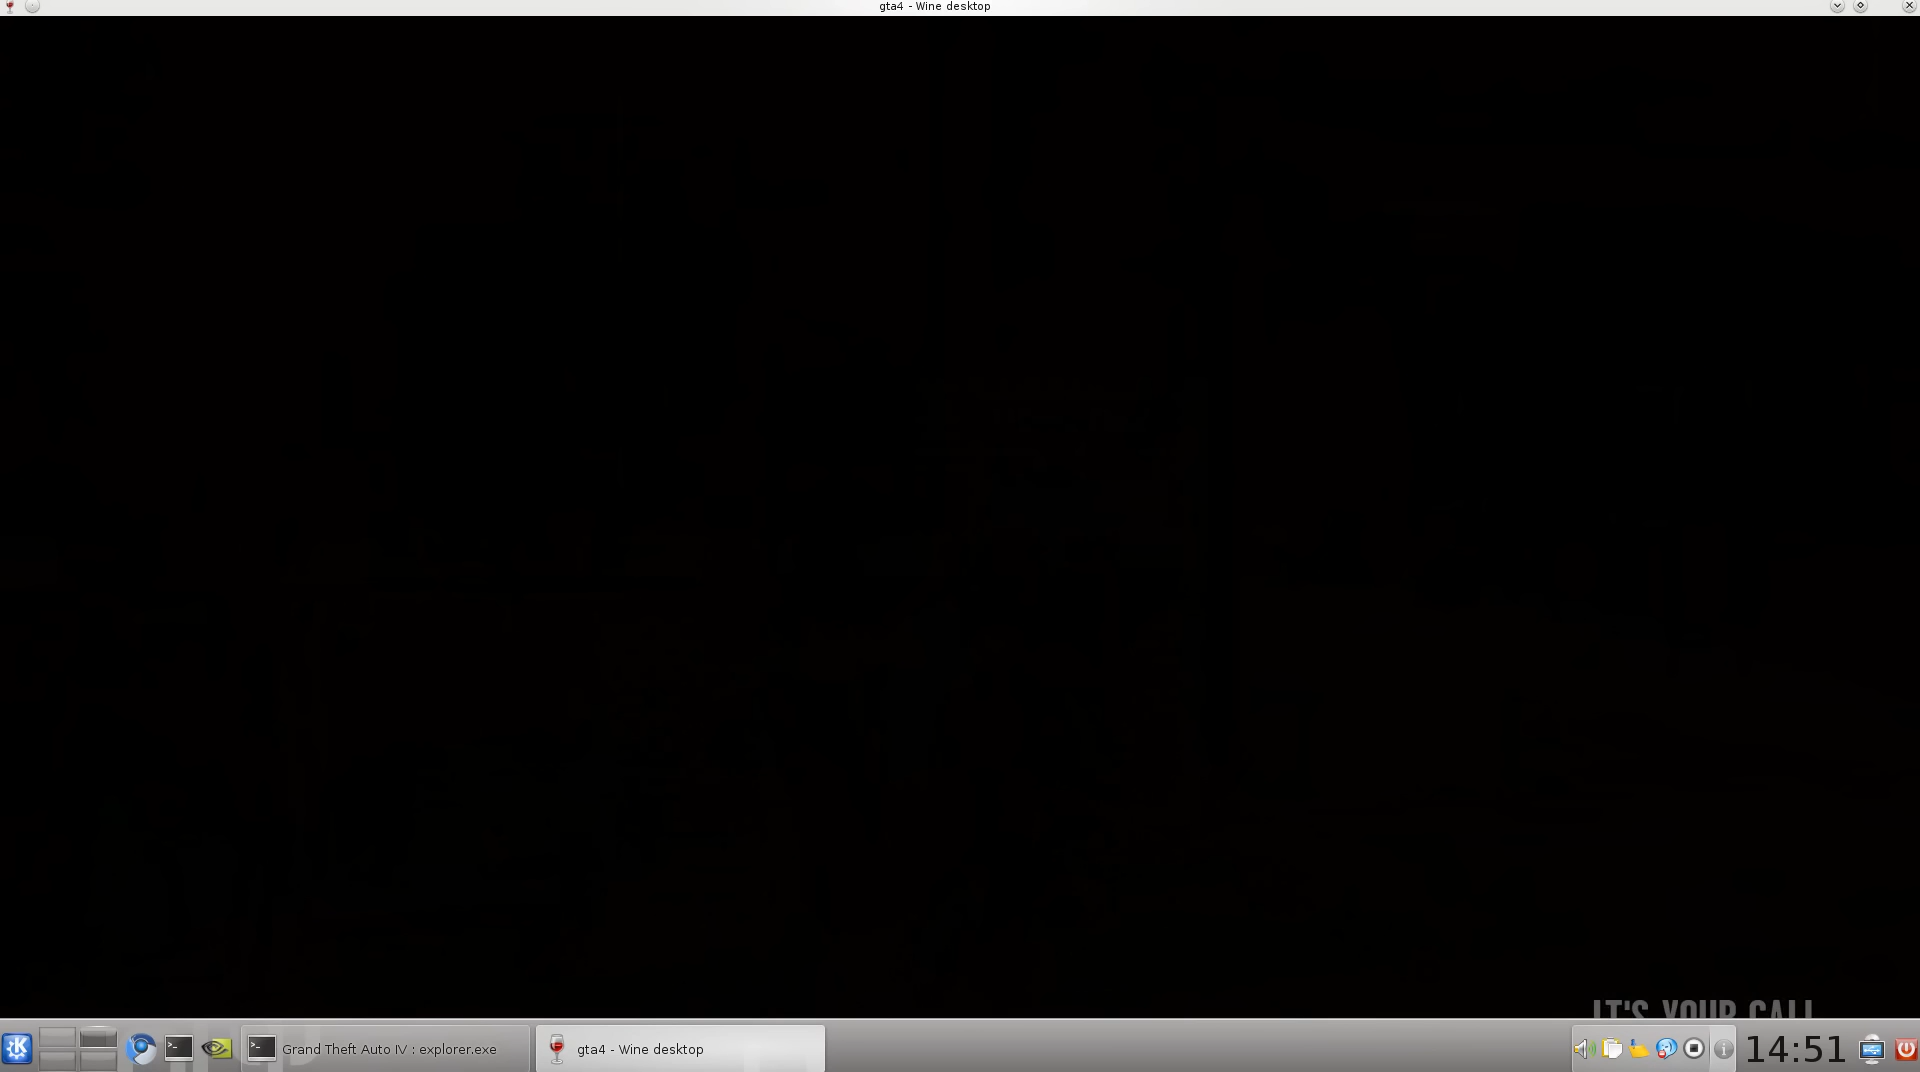 gta4 - Wine desktop
IT'S YOUR CALL
Grand Theft Auto IV : explorer.exe
gta4 - Wine desktop
14:51